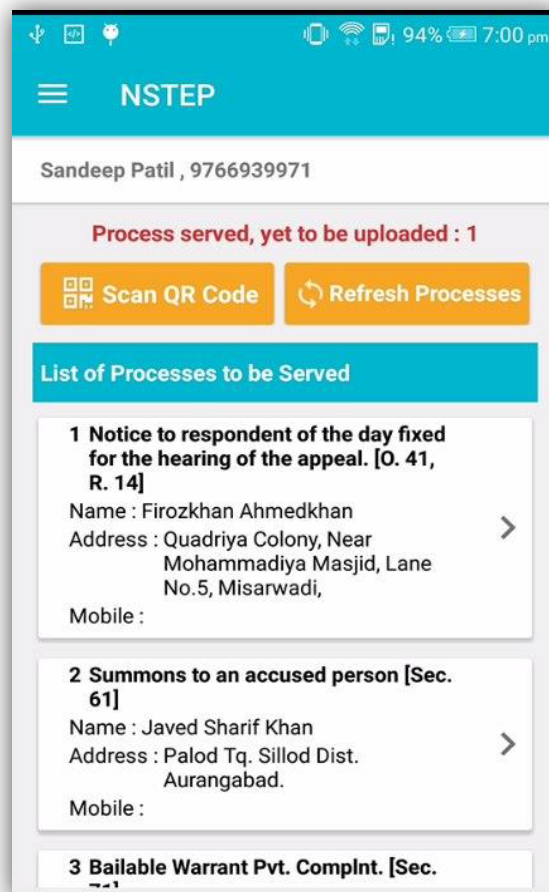 94% 7:00 pm
NSTEP
Sandeep Patil , 9766939971
Process served, yet to be uploaded : 1
Scan QR Code
Refresh Processes
List of Processes to be Served
1 Notice to respondent of the day fixed
for the hearing of the appeal. [O. 41,
R. 14]
Name : Firozkhan Ahmedkhan
Address : Quadriya Colony, Near
Mohammadiya Masjid, Lane
No.5, Misarwadi,
Mobile :
2 Summons to an accused person [Sec.
61]
Name : Javed Sharif Khan
Address : Palod Tq. Sillod Dist.
Aurangabad.
Mobile :
3 Bailable Warrant Pvt. Complnt. [Sec.